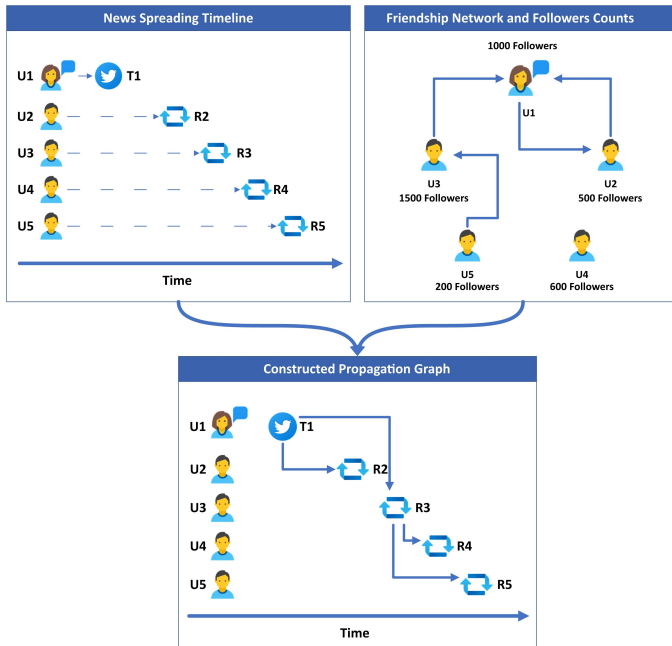 News Spreading Timeline
U1
T1
U2
R2
U3
R3
U4
R4
U5
R5
Time
Friendship Network and Followers Counts
1000 Followers
U1
U3
1500 Followers
U2
500 Followers
U5
200 Followers
U4
600 Followers
Constructed Propagation Graph
U1
T1
U2
R2
U3
R3
U4
R4
U5
R5
Time